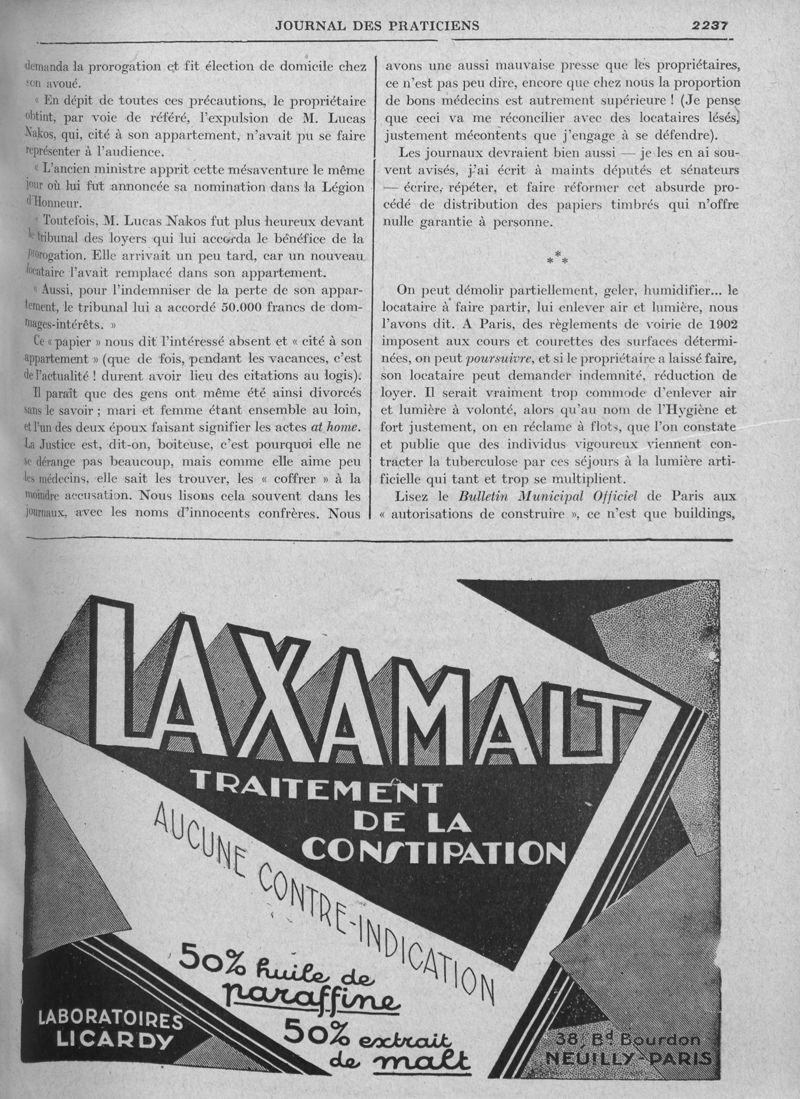 JOURNAL DES PRATICIENS
2237
demanda la prorogation et fit élection de domicile chez
son avoué.
« En dépit de toutes ces précautions, le propriétaire
obtint, par voie de référé, l'expulsion de M. Lucas
Nakos, qui, cité à son appartement, n'avait pu se faire
représenter à l'audience.
« L'ancien ministre apprit cette mésaventure le même
jour où lui fut annoncée sa nomination dans la Légion
d'Honneur.
« Toutefois, M. Lucas Nakos fut plus heureux devant
le tribunal des loyers qui lui accorda le bénéfice de la
prorogation. Elle arrivait un peu tard, car un nouveau
locataire l'avait remplacé dans son appartement.
« Aussi, pour l'indemniser de la perte de son appar-
tement, le tribunal lui a accordé 50.000 francs de dom-
mages-intérêts. »
Ce « papier » nous dit l'intéressé absent et « cité à son
appartement » (que de fois, pendant les vacances, c'est
de l'actualité ! durent avoir lieu des citations au logis).
Il paraît que des gens ont même été ainsi divorcés
sans le savoir ; mari et femme étant ensemble au loin,
et l'un des deux époux faisant signifier les actes at home.
La Justice est, dit-on, boiteuse, c'est pourquoi elle ne
se dérange pas beaucoup, mais comme elle aime peu
les médecins, elle sait les trouver, les « coffrer » à la
moindre accusation. Nous lisons cela souvent dans les
journaux, avec les noms d'innocents confrères. Nous
avons une aussi mauvaise presse que les propriétaires,
ce n'est pas peu dire, encore que chez nous la proportion
de bons médecins est autrement supérieure ! (Je pense
que ceci va me réconcilier avec des locataires lésés,
justement mécontents que j'engage à se défendre).
Les journaux devraient bien aussi — je les en ai sou-
vent avisés, j'ai écrit à maints députés et sénateurs
— écrire, répéter, et faire réformer cet absurde pro-
cédé de distribution des papiers timbrés qui n'offre
nulle garantie à personne.
* * *
On peut démolir partiellement, geler, humidifier... le
locataire à faire partir, lui enlever air et lumière, nous
l'avons dit. A Paris, des règlements de voirie de 1902
imposent aux cours et courettes des surfaces détermi-
nées, on peut poursuivre, et si le propriétaire a laissé faire,
son locataire peut demander indemnité, réduction de
loyer. Il serait vraiment trop commode d'enlever air
et lumière à volonté, alors qu'au nom de l'Hygiène et
fort justement, on en réclame à flots, que l'on constate
et publie que des individus vigoureux viennent con-
tracter la tuberculose par ces séjours à la lumière arti-
ficielle qui tant et trop se multiplient.
Lisez le Bulletin Municipal Officiel de Paris aux
« autorisations de construire », ce n'est que buildings,
LAXAMALT
TRAITEMENT
DE LA
CONSTIPATION
AUCUNE CONTRE-INDICATION
50% huile de
paraffine
50% extrait
de malt
LABORATOIRES
LICARDY
38, Bd Bourdon
NEUILLY-PARIS